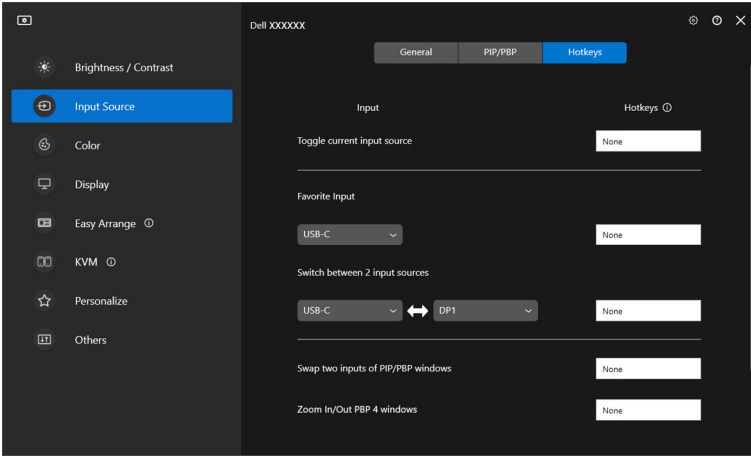 Dell XXXXXX
General PIP/PBP Hotkeys
Brightness / Contrast
Input Source
Color
Display
Easy Arrange
KVM
Personalize
Others
Input Hotkeys
Toggle current input source None
Favorite Input
USB-C None
Switch between 2 input sources
USB-C DP1 None
Swap two inputs of PIP/PBP windows None
Zoom In/Out PBP 4 windows None